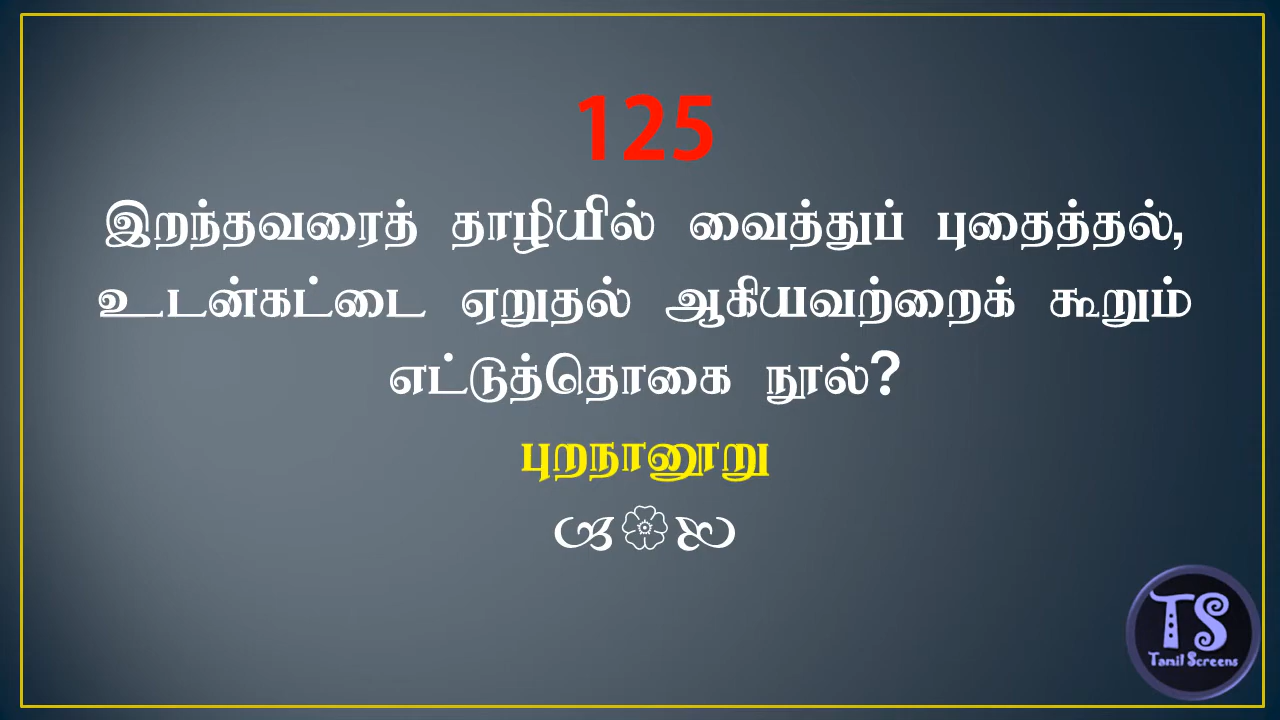 125
இறந்தவரைத் தாழியில் வைத்துப் புதைத்தல்,
உடன்கட்டை ஏறுதல் ஆகியவற்றைக் கூறும்
எட்டுத்தொகை நூல்?
புறநானூறு
TS
Tamil Screens